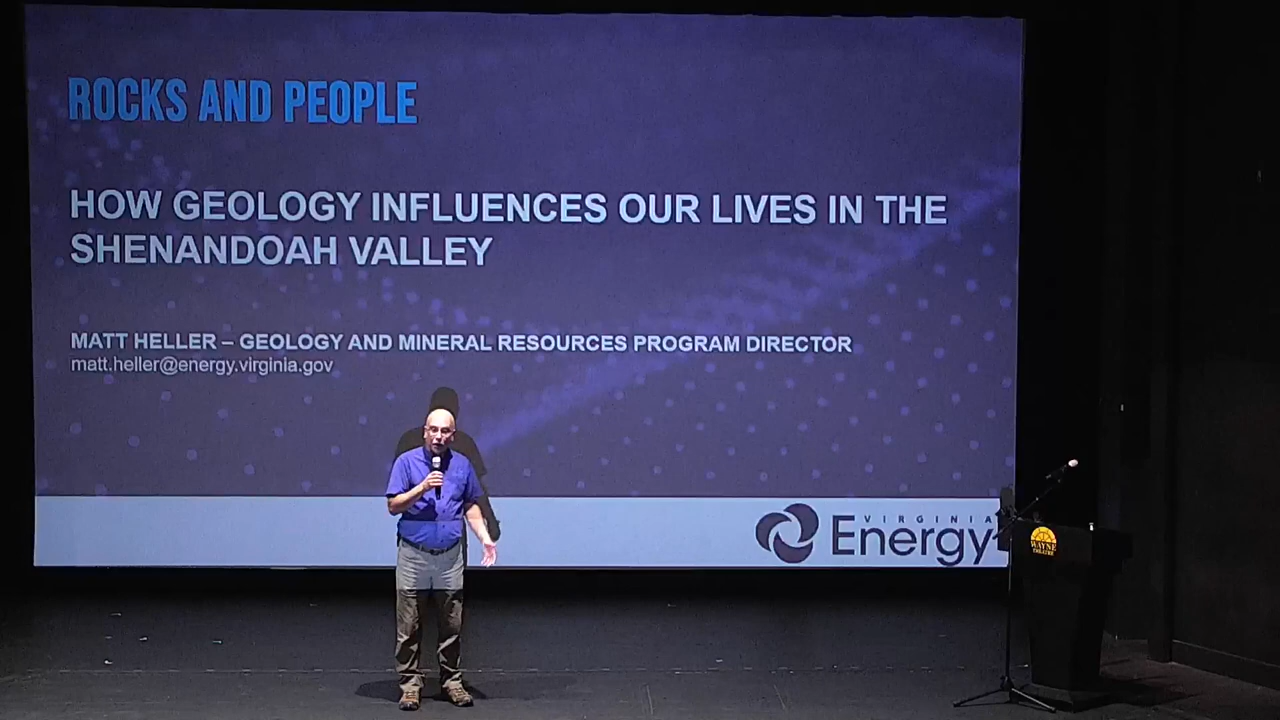 ROCKS AND PEOPLE
HOW GEOLOGY INFLUENCES OUR LIVES IN THE
SHENANDOAH VALLEY
MATT HELLER – GEOLOGY AND MINERAL RESOURCES PROGRAM DIRECTOR
matt.heller@energy.virginia.gov
VIRGINIA
Energy
WAYNE
THEATRE